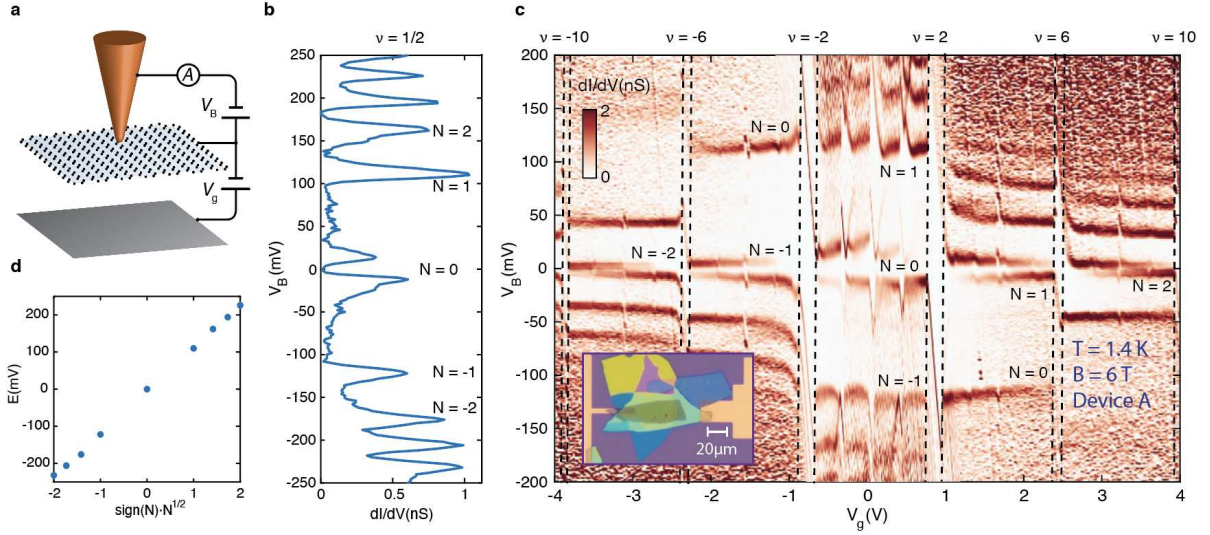 a
A
V_B
V_g
b
ν = 1/2
250
200
150
100
50
0
-50
-100
-150
-200
-250
V_B(mV)
N = 2
N = 1
N = 0
N = -1
N = -2
0
0.5
1
dI/dV(nS)
c
ν = -10
ν = -6
ν = -2
ν = 2
ν = 6
ν = 10
200
150
100
50
0
-50
-100
-150
-200
V_B(mV)
dI/dV(nS)
2
0
N = 0
N = 1
N = -2
N = -1
N = 0
N = 1
N = 2
N = -1
N = 0
T = 1.4 K
B = 6 T
Device A
20μm
-4
-3
-2
-1
0
1
2
3
4
V_g(V)
d
200
100
0
-100
-200
E(mV)
-2
-1
0
1
2
sign(N)·N^1/2